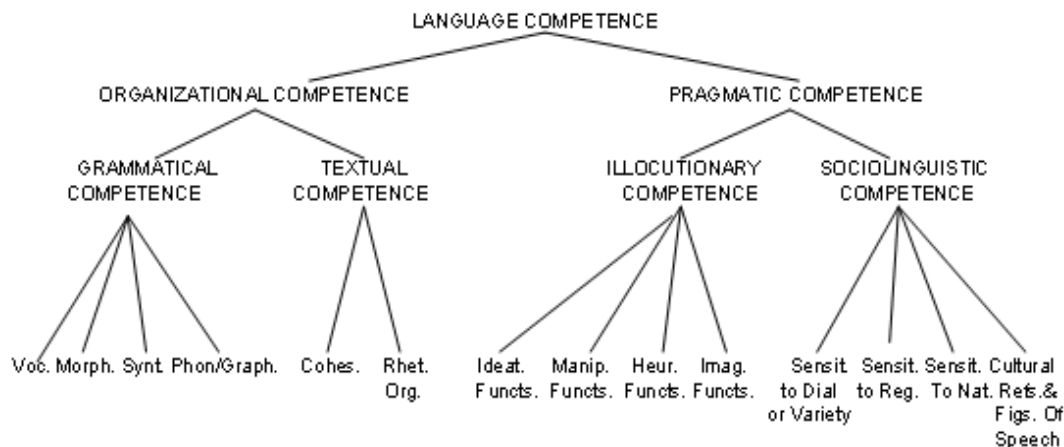 LANGUAGE COMPETENCE
ORGANIZATIONAL COMPETENCE PRAGMATIC COMPETENCE
GRAMMATICAL TEXTUAL ILLOCUTIONARY SOCIOLINGUISTIC
COMPETENCE COMPETENCE COMPETENCE COMPETENCE
Voc. Morph. Synt. Phon/Graph. Cohes. Rhet. Ideat. Manip. Heur. Imag. Sensit. Sensit. Sensit. Cultural
Org. Functs. Functs. Functs. Functs. to Dial to Reg. To Nat. Refs.&
or Variety Figs. Of
Speech